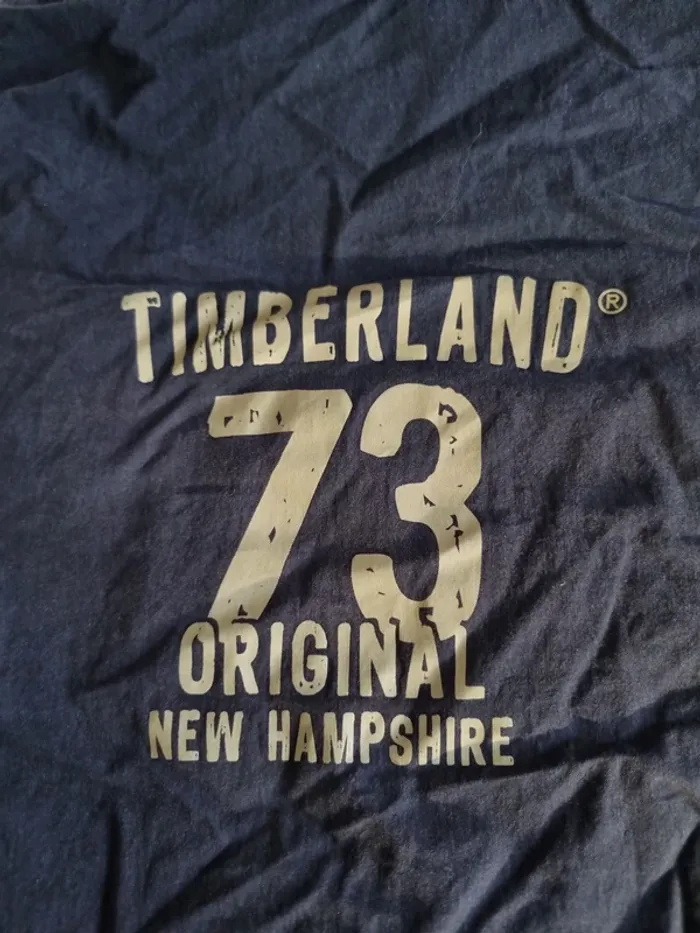 TIMBERLAND®
73
ORIGINAL
NEW HAMPSHIRE